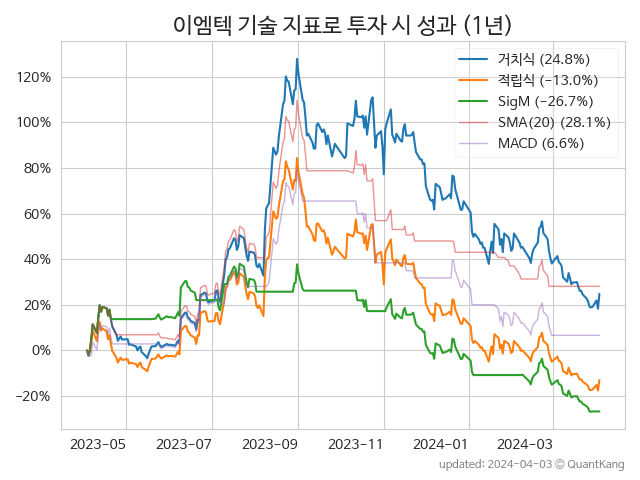 이엠텍 기술 지표로 투자 시 성과 (1년)
거치식 (24.8%)
적립식 (−13.0%)
SigM (−26.7%)
SMA(20) (28.1%)
MACD (6.6%)
120%
100%
80%
60%
40%
20%
0%
−20%
2023-05 2023-07 2023-09 2023-11 2024-01 2024-03
updated: 2024-04-03 © QuantKang